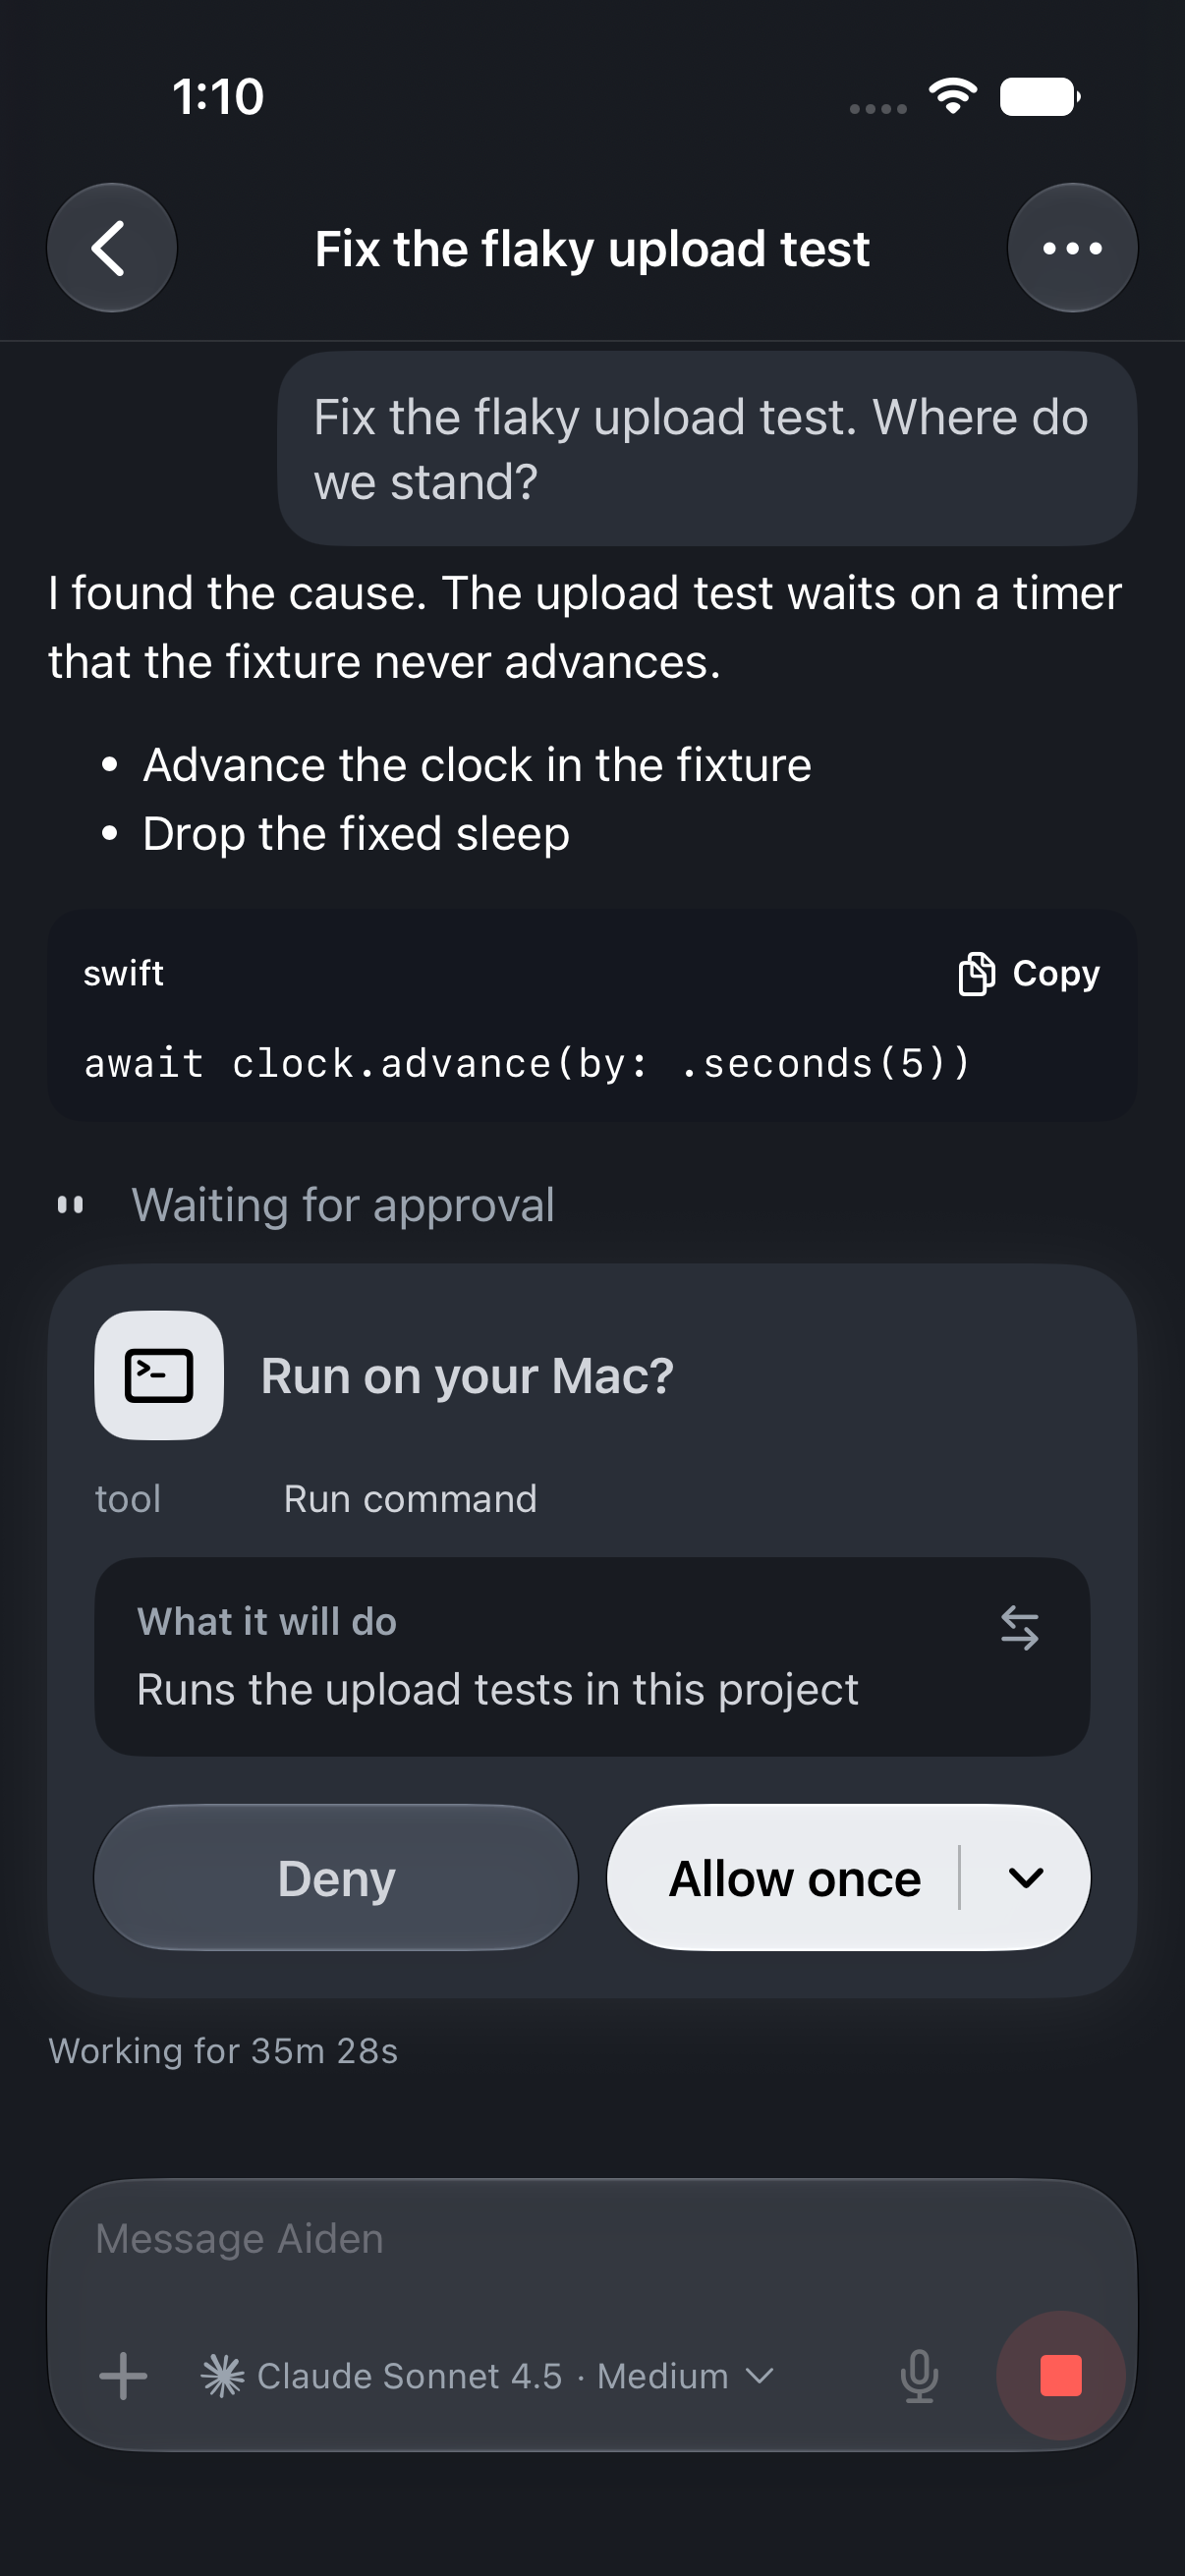 1:10
Fix the flaky upload test
Fix the flaky upload test. Where do
we stand?
I found the cause. The upload test waits on a timer
that the fixture never advances.
• Advance the clock in the fixture
• Drop the fixed sleep
swift
Copy
await clock.advance(by: .seconds(5))
Waiting for approval
Run on your Mac?
tool Run command
What it will do
Runs the upload tests in this project
Deny
Allow once
Working for 35m 28s
Message Aiden
Claude Sonnet 4.5 · Medium